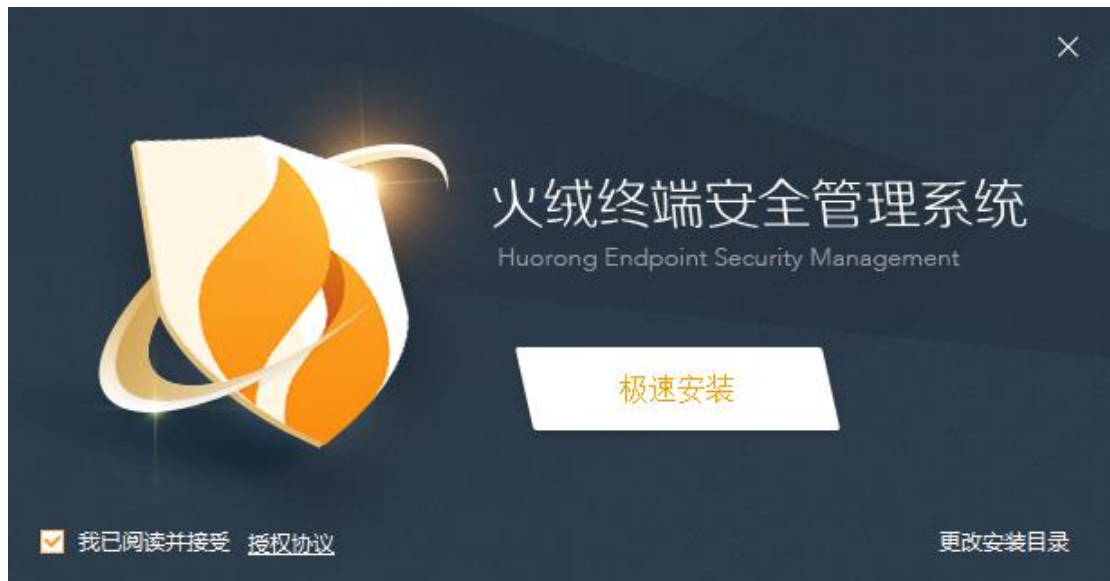 火绒终端安全管理系统
Huorong Endpoint Security Management
极速安装
我已阅读并接受 授权协议
更改安装目录